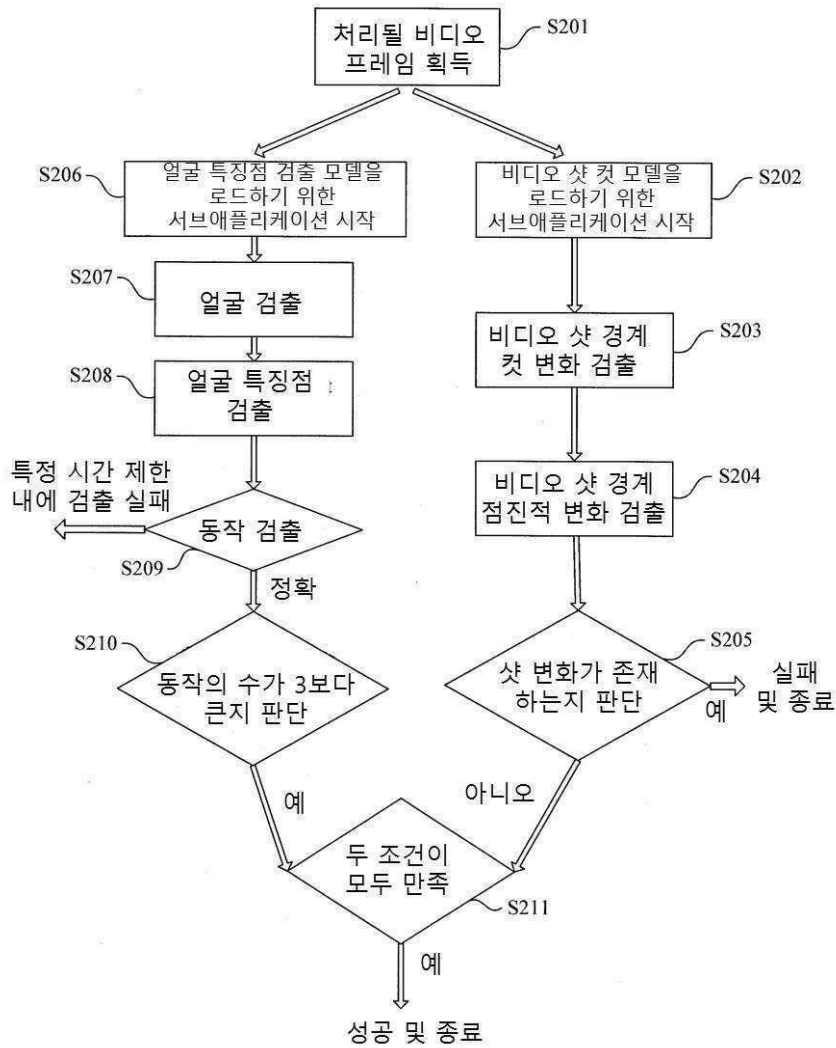 처리될 비디오
프레임 획득
S201
S206
얼굴 특징점 검출 모델을
로드하기 위한
서브애플리케이션 시작
비디오 샷 컷 모델을
로드하기 위한
서브애플리케이션 시작
S202
S207
얼굴 검출
비디오 샷 경계
컷 변화 검출
S203
S208
얼굴 특징점
검출
특정 시간 제한
내에 검출 실패
동작 검출
S209
정확
비디오 샷 경계
점진적 변화 검출
S204
S210
동작의 수가 3보다
큰지 판단
예
샷 변화가 존재
하는지 판단
S205
예
실패
및 종료
아니오
두 조건이
모두 만족
S211
예
성공 및 종료